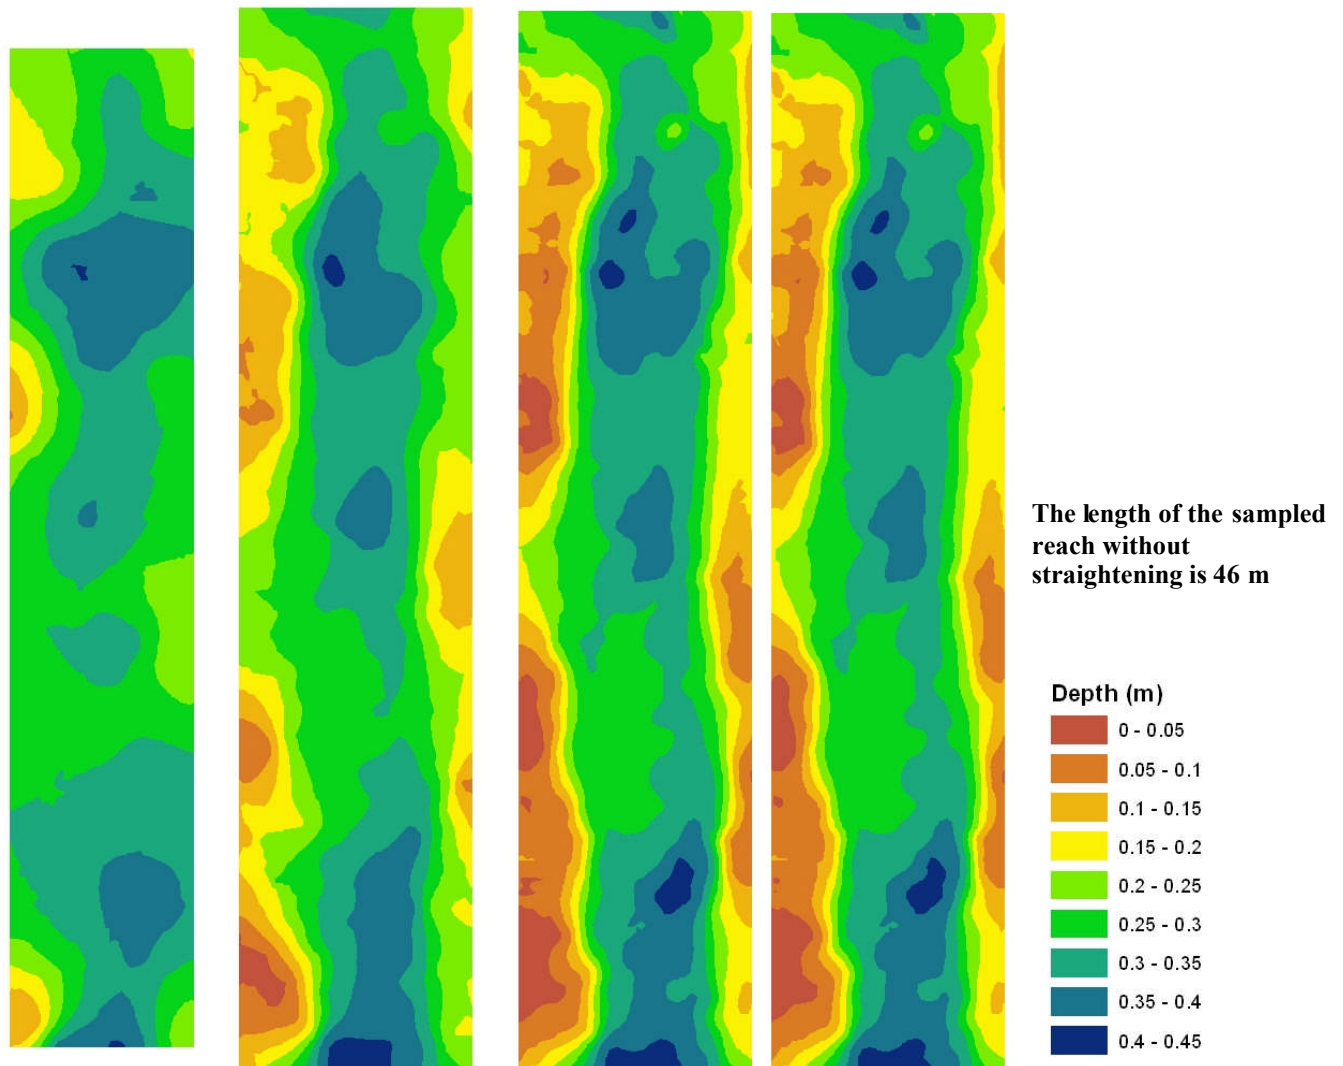 The length of the sampled
reach without
straightening is 46 m
Depth (m)
0 - 0.05
0.05 - 0.1
0.1 - 0.15
0.15 - 0.2
0.2 - 0.25
0.25 - 0.3
0.3 - 0.35
0.35 - 0.4
0.4 - 0.45